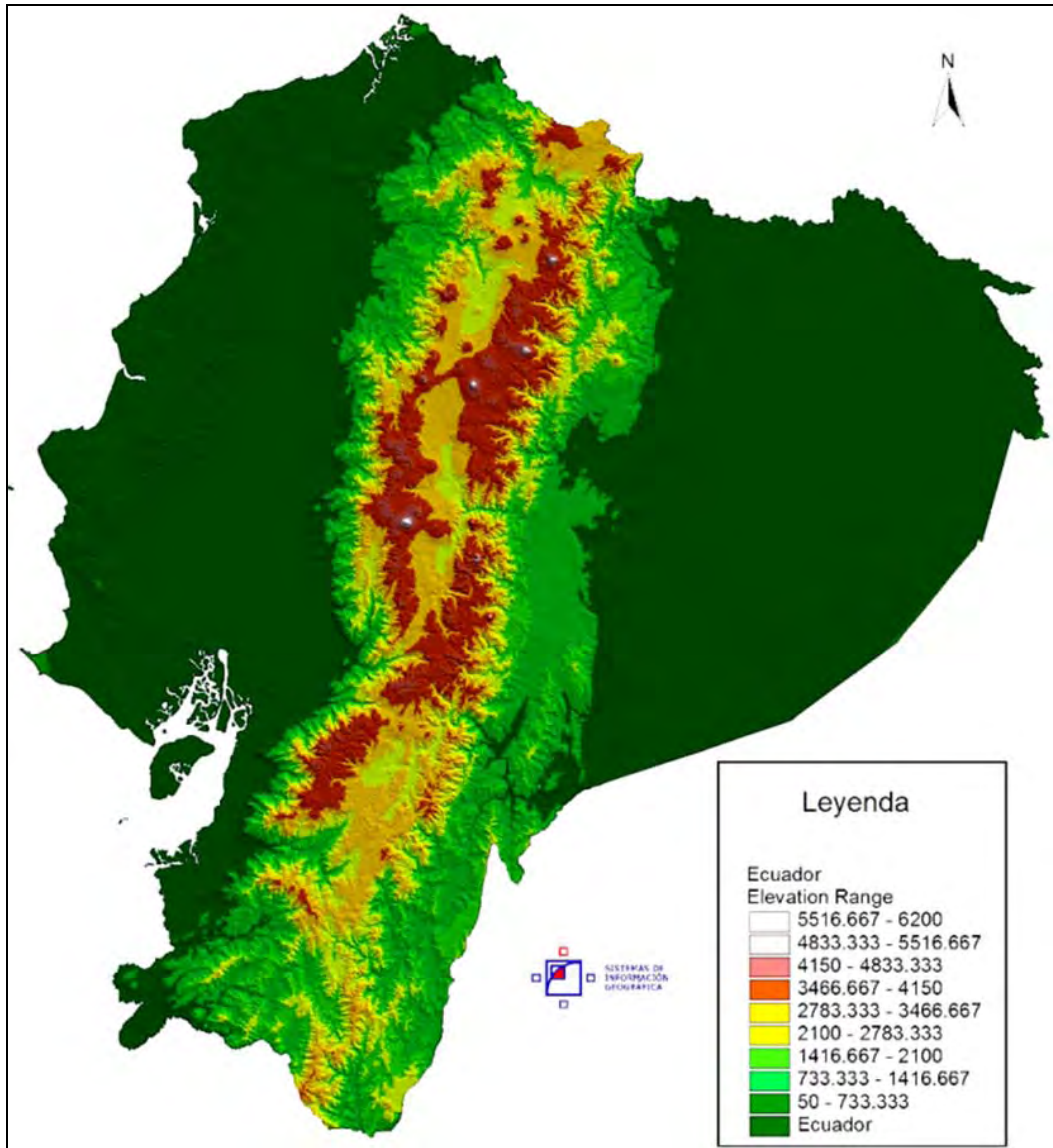 N
Leyenda
Ecuador
Elevation Range
5516.667 - 6200
4833.333 - 5516.667
4150 - 4833.333
3466.667 - 4150
2783.333 - 3466.667
2100 - 2783.333
1416.667 - 2100
733.333 - 1416.667
50 - 733.333
Ecuador
SISTEMAS DE
INFORMACIÓN
GEOGRÁFICA